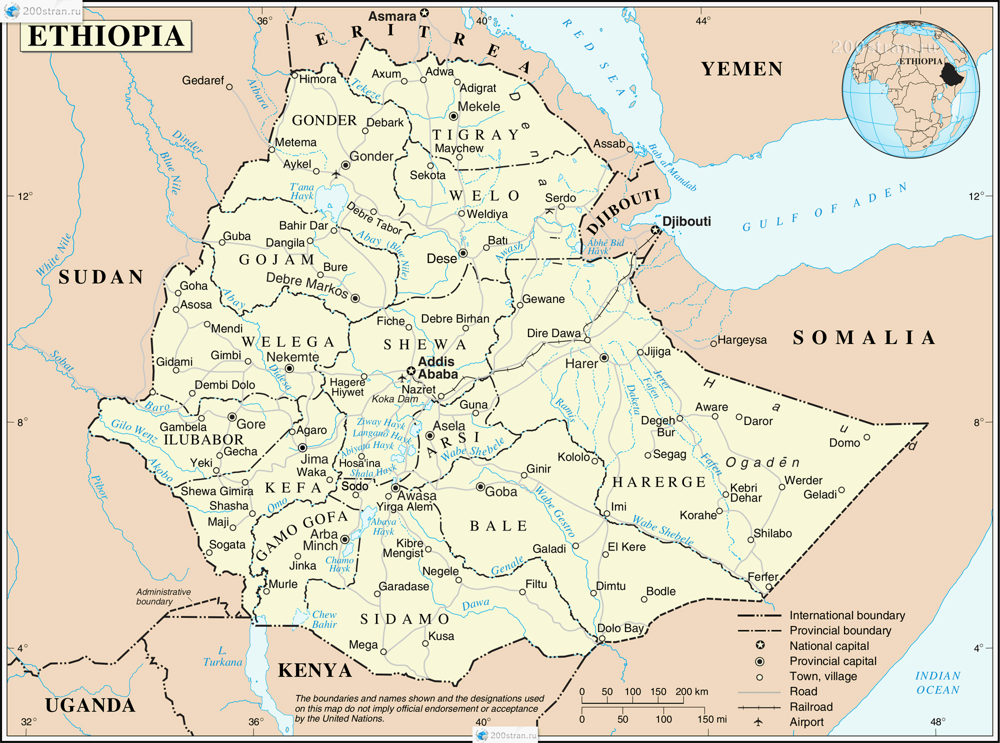 200stran.ru
ETHIOPIA
36°
40°
44°
Asmara
ERITREA
RED SEA
YEMEN
200stran.ru
ETHIOPIA
Gedaref
Himora
Axum
Adwa
Adigrat
Atbara
Tekeze
Mekele
GONDER
Debark
TIGRAY
Denakil
Dinder
Metema
Maychew
Assab
Bab al Mandab
Blue Nile
Aykel
Gonder
Sekota
T'ana
Hayk
WELO
Serdo
DJIBOUTI
12°
12°
GULF OF ADEN
Debre Tabor
Weldiya
Djibouti
Bahir Dar
Guba
Dangila
Abay (Blue Nile)
Bati
Awash
Ābhē Bid
Hāyk'
White Nile
GOJAM
Dese
SUDAN
Bure
Debre Markos
Goha
Asosa
Abay
Gewane
Fiche
Debre Birhan
Mendi
Dire Dawa
WELEGA
SHEWA
Hargeysa
SOMALIA
Sobat
Gidami
Gimbi
Nekemte
Addis
Ababa
Harer
Jijiga
Didesa
Hagere
Hiywet
Nazret
Koka Dam
Dembi Dolo
Jerer
Fafen
Daketa
Ramis
Haud
Baro
Guna
Aware
Daror
Degeh
Bur
8°
8°
Gilo Wenz
Gambela
Gore
Agaro
Ziway Hayk
Langano Hayk
Abiyata Hayk
Asela
ARSI
Domo
ILUBABOR
Gecha
Jima
Hosa'ina
Wabe Shebele
Kololo
Segag
Fafen
Ogadēn
Akobo
Yeki
Waka
Shala Hayk
Ginir
Pibor
Shewa Gimira
KEFA
Sodo
Awasa
Goba
HARERGE
Kebri
Dehar
Werder
Geladi
Shasha
Omo
Yirga Alem
Wabe Gestro
Imi
Korahe
Maji
GAMO GOFA
Abaya
Hayk
BALE
Wabe Shebele
Shilabo
Sogata
Arba
Minch
Kibre
Mengist
Galadi
El Kere
Jinka
Chamo
Hayk
Genale
Negele
Ferfer
Murle
Garadase
Filtu
Dimtu
Bodle
Administrative
boundary
Dawa
Chew
Bahir
SIDAMO
Dolo Bay
Mega
Kusa
4°
4°
L.
Turkana
KENYA
UGANDA
INDIAN
OCEAN
International boundary
Provincial boundary
National capital
Provincial capital
Town, village
Road
Railroad
Airport
The boundaries and names shown and the designations used
on this map do not imply official endorsement or acceptance
by the United Nations.
0 50 100 150 200 km
0 50 100 150 mi
32°
36°
40°
48°
200stran.ru